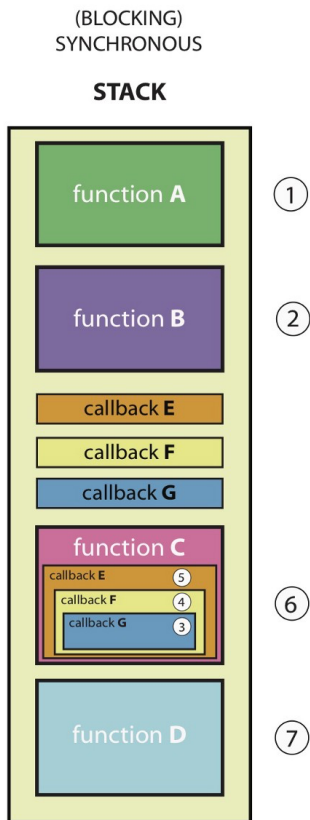 (BLOCKING)
SYNCHRONOUS
STACK
function A
1
function B
2
callback E
callback F
callback G
function C
callback E
5
callback F
4
callback G
3
6
function D
7